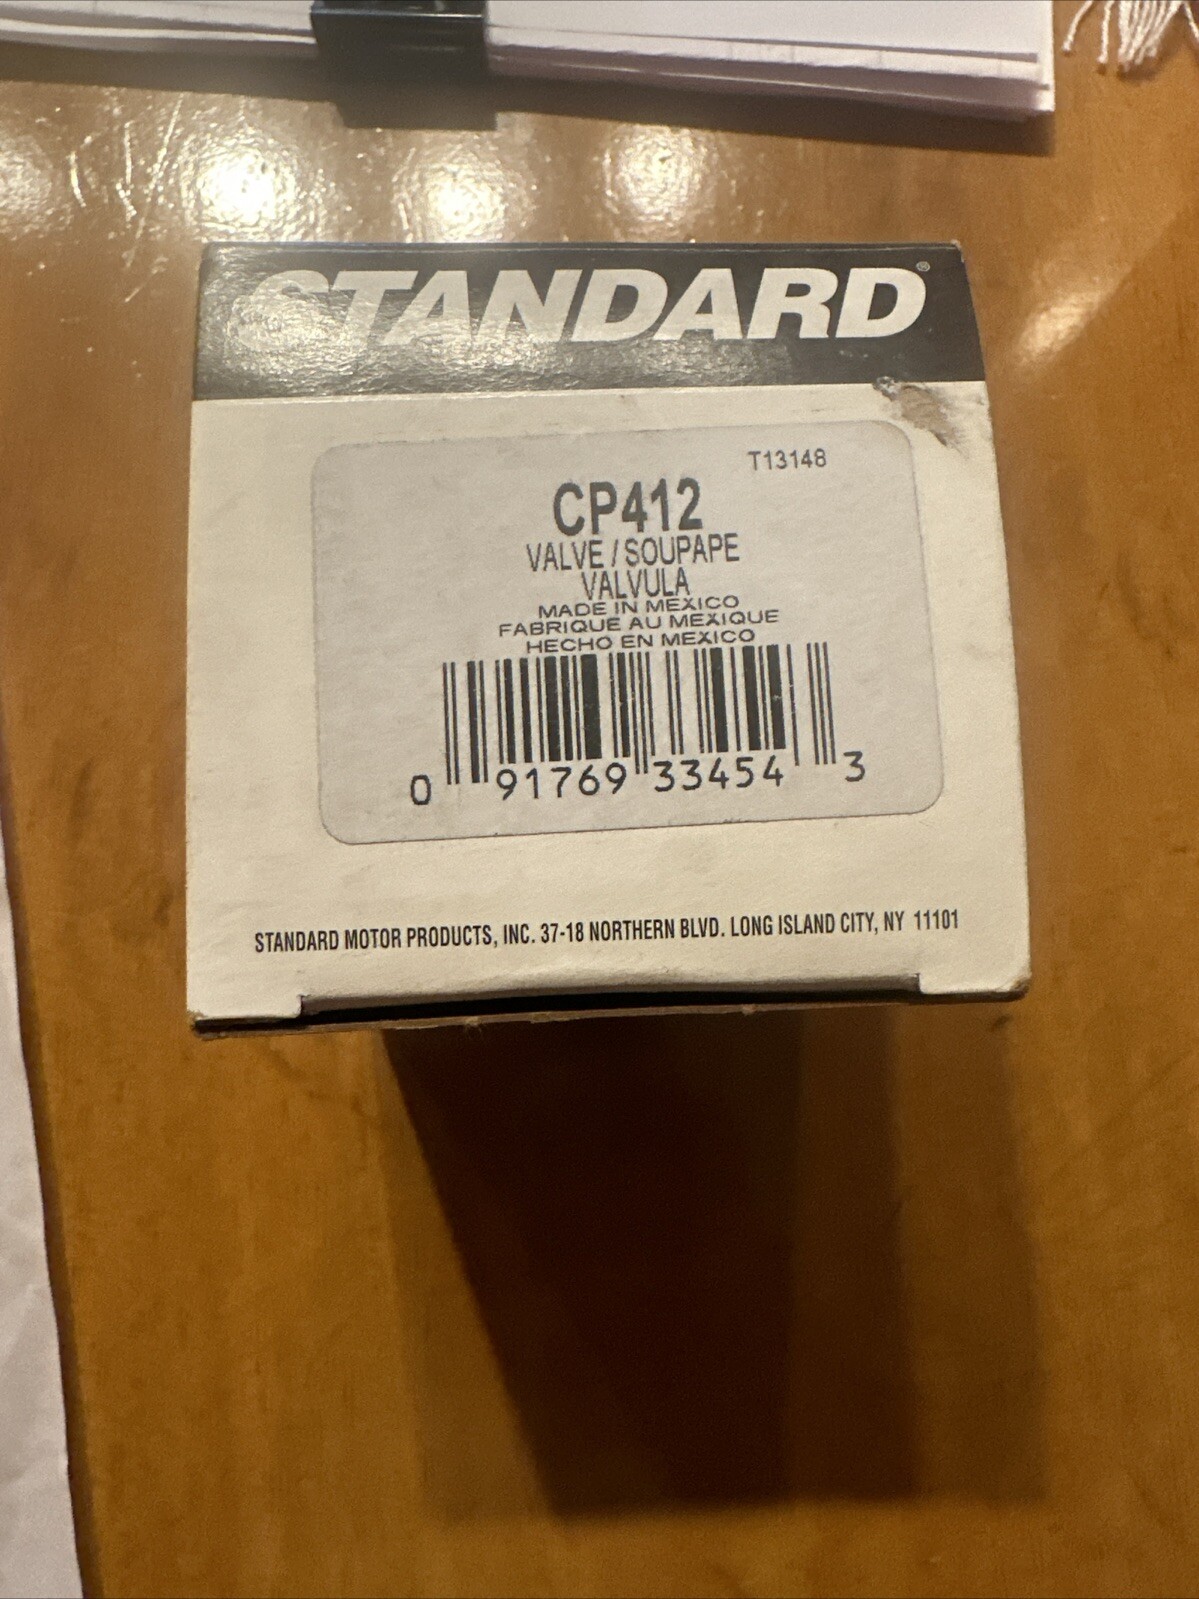 STANDARD®
T13148
CP412
VALVE / SOUPAPE
VALVULA
MADE IN MEXICO
FABRIQUE AU MEXIQUE
HECHO EN MEXICO
0 91769 33454 3
STANDARD MOTOR PRODUCTS, INC. 37-18 NORTHERN BLVD. LONG ISLAND CITY, NY 11101